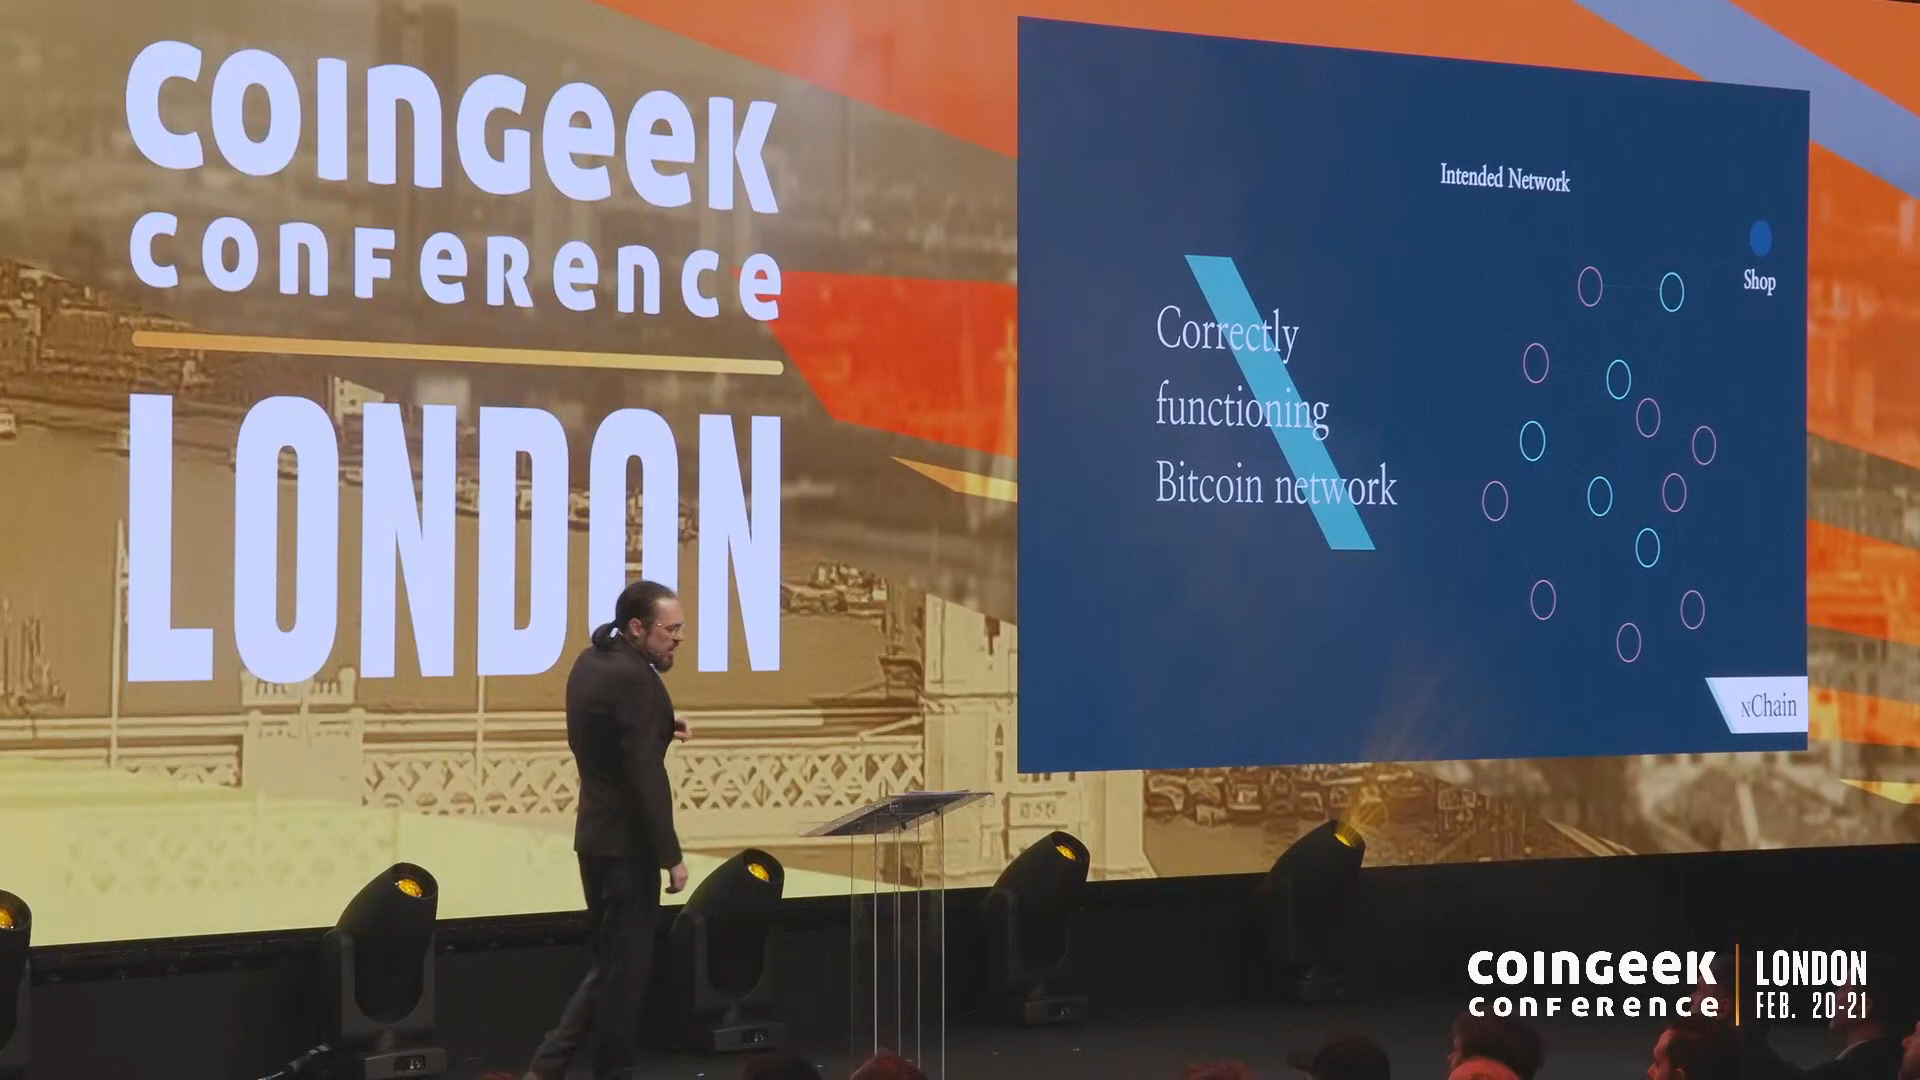 COINGEEK
CONFERENCE
LONDON
Intended Network
Shop
Correctly
functioning
Bitcoin network
nChain
COINGEEK
CONFERENCE
LONDON
FEB. 20-21